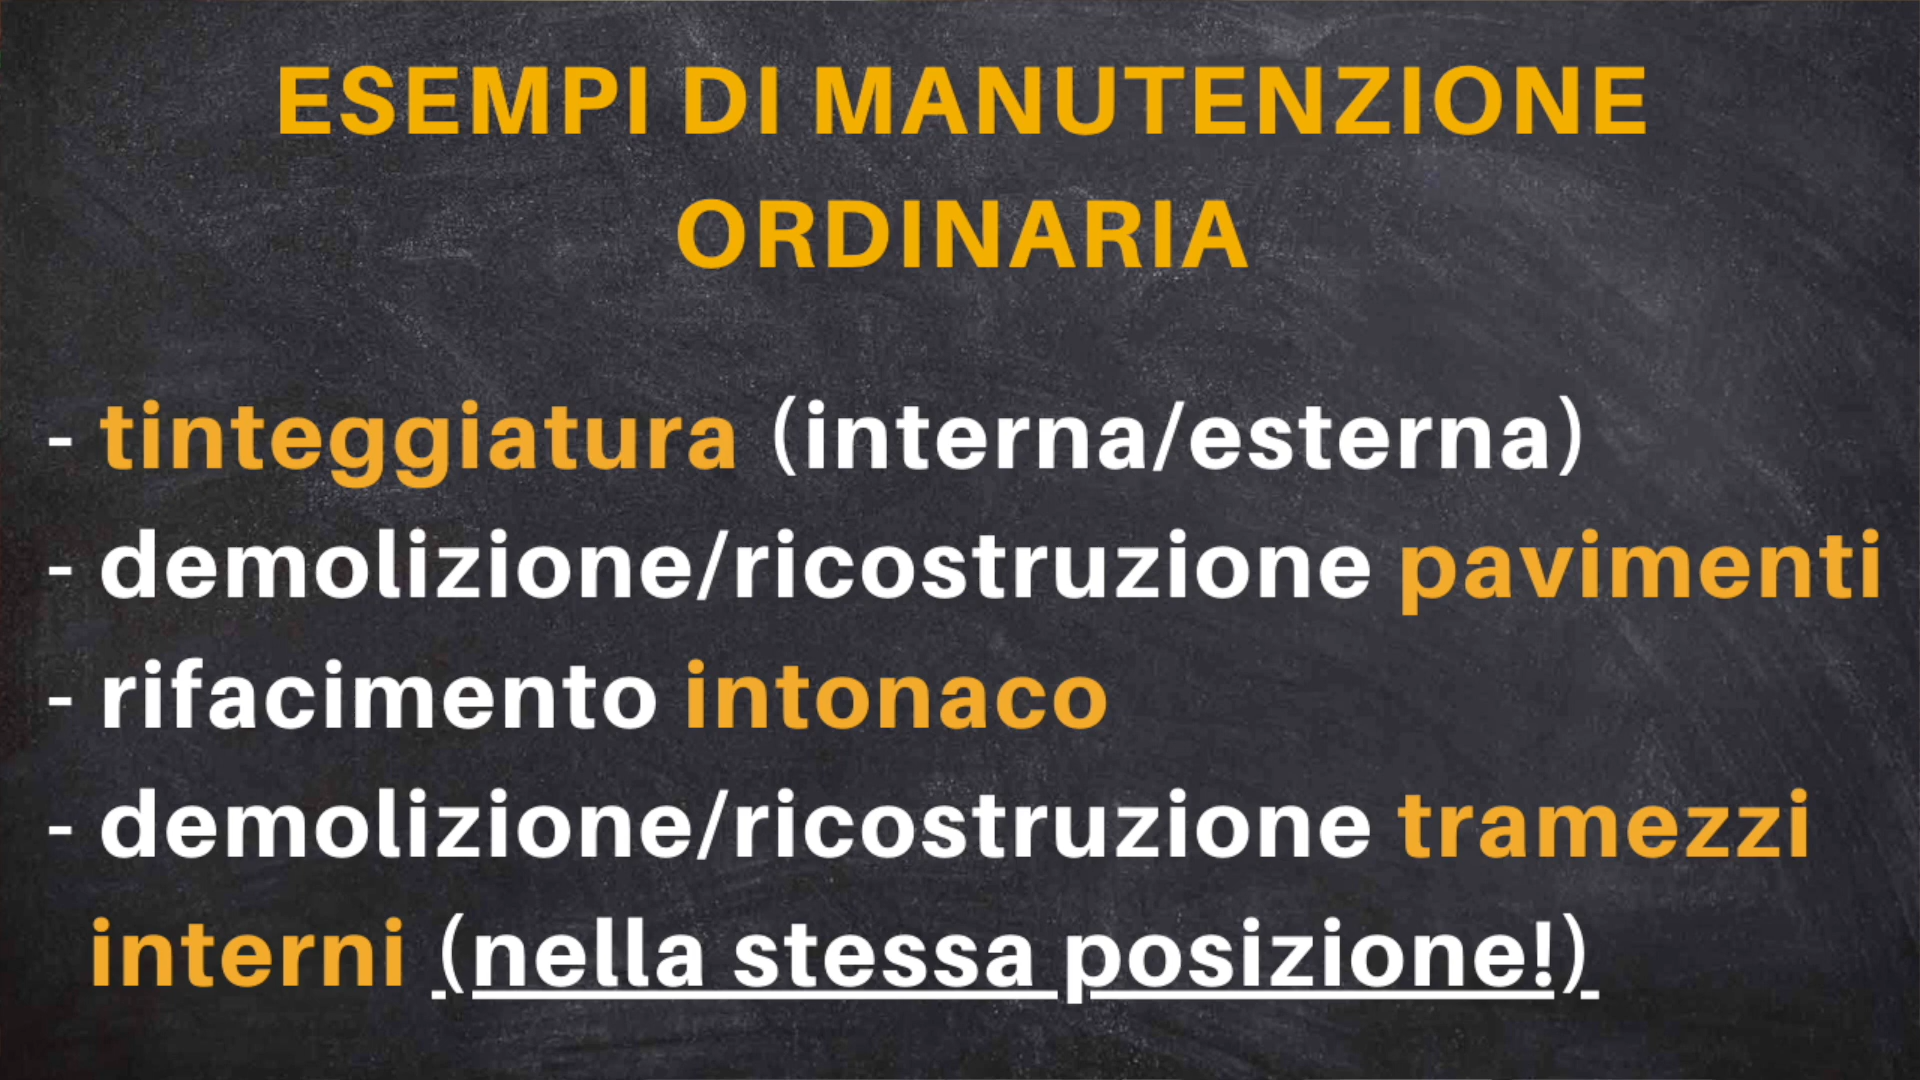 ESEMPI DI MANUTENZIONE
ORDINARIA
- tinteggiatura (interna/esterna)
- demolizione/ricostruzione pavimenti
- rifacimento intonaco
- demolizione/ricostruzione tramezzi
interni (nella stessa posizione!)